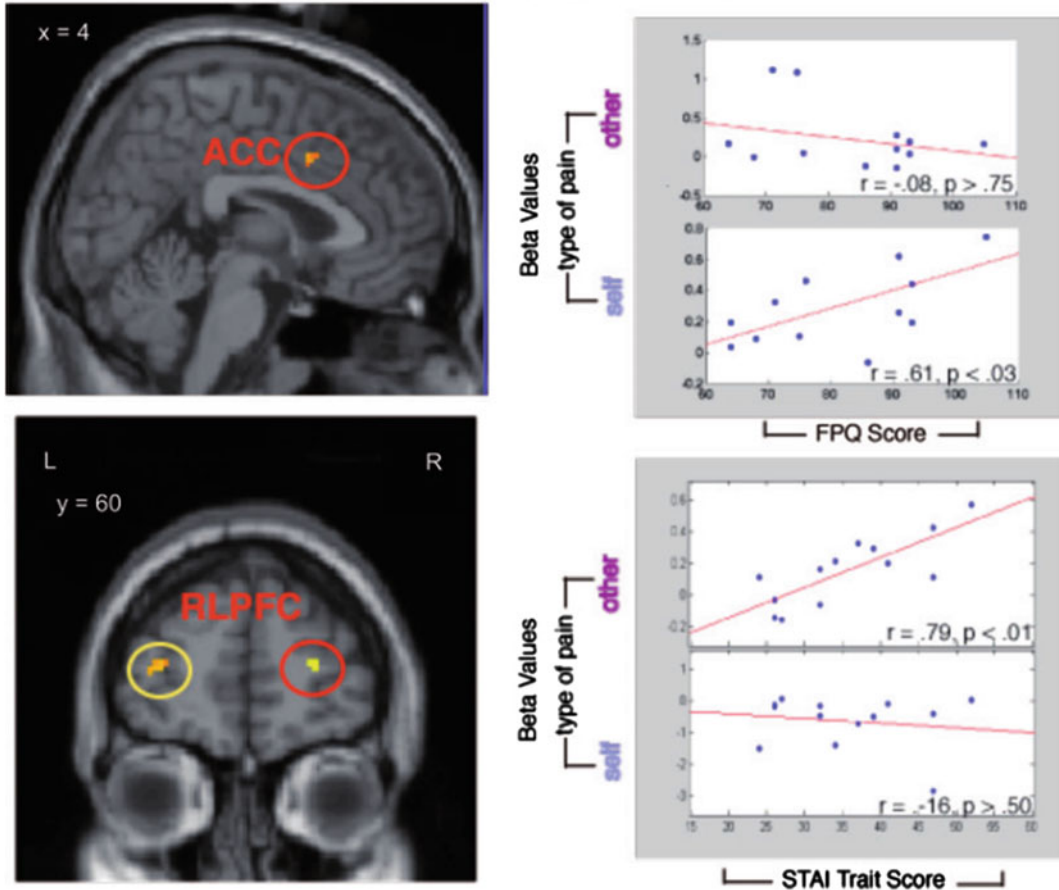 x = 4
ACC
Beta Values
type of pain
other
self
1.5
1
0.5
0
-0.5
r = -.08, p > .75
60 70 80 90 100 110
0.8
0.6
0.4
0.2
0
-0.2
r = .61, p < .03
60 70 80 90 100 110
FPQ Score
L
R
y = 60
RLPFC
Beta Values
type of pain
other
self
0.6
0.4
0.2
0
-0.2
r = .79, p < .01
1
0
-1
-2
-3
r = .-16, p > .50
15 20 25 30 35 40 45 50 55 60
STAI Trait Score